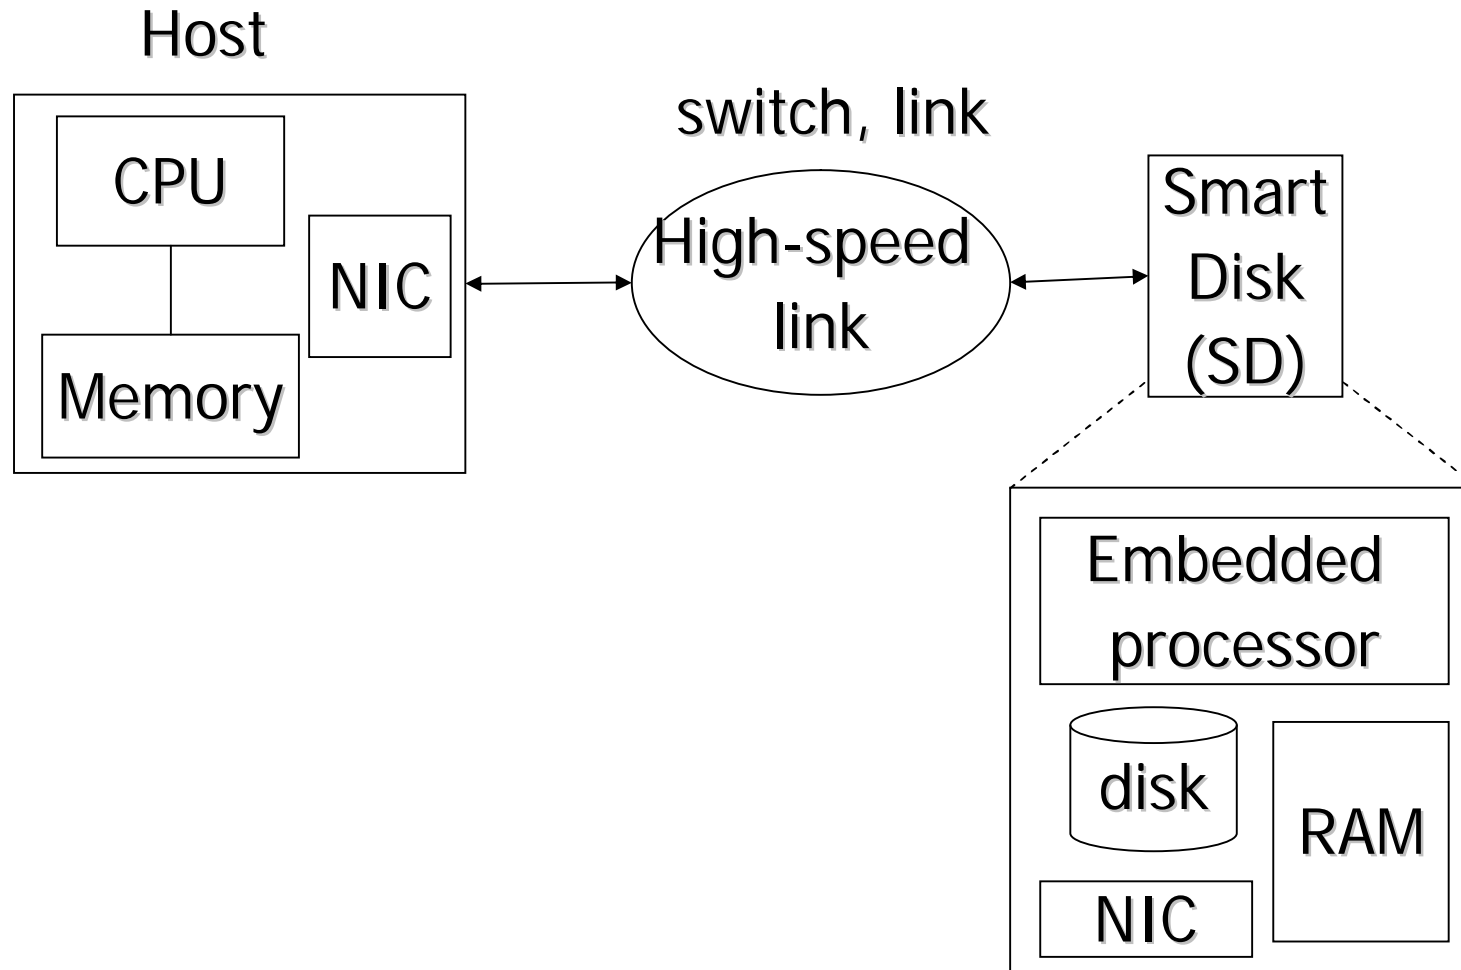 Host
CPU
NIC
Memory
switch, link
High-speed
link
Smart
Disk
(SD)
Embedded
processor
disk
RAM
NIC